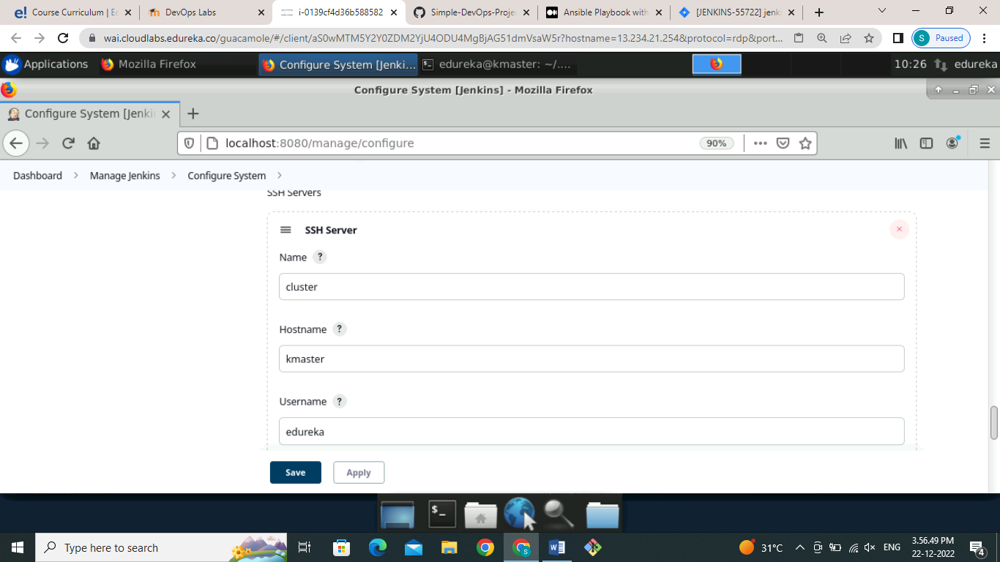 Course Curriculum | Ec
DevOps Labs
i-0139cf4d36b588582
Simple-DevOps-Projec
Ansible Playbook with
[JENKINS-55722] jenk
wai.cloudlabs.edureka.co/guacamole/#/client/aS0wMTM5Y2Y0ZDM2YjU4ODU4MgBjAG51dmVsaW5r?hostname=13.234.21.254&protocol=rdp&port...
S Paused
Applications
Mozilla Firefox
Configure System [Jenki...
edureka@kmaster: ~/....
10:26
edureka
Configure System [Jenkins] - Mozilla Firefox
Configure System [Jenki
localhost:8080/manage/configure
90%
Dashboard
Manage Jenkins
Configure System
SSH Servers
SSH Server
Name ?
cluster
Hostname ?
kmaster
Username ?
edureka
Save
Apply
Type here to search
31°C
ENG
3.56.49 PM
22-12-2022
4